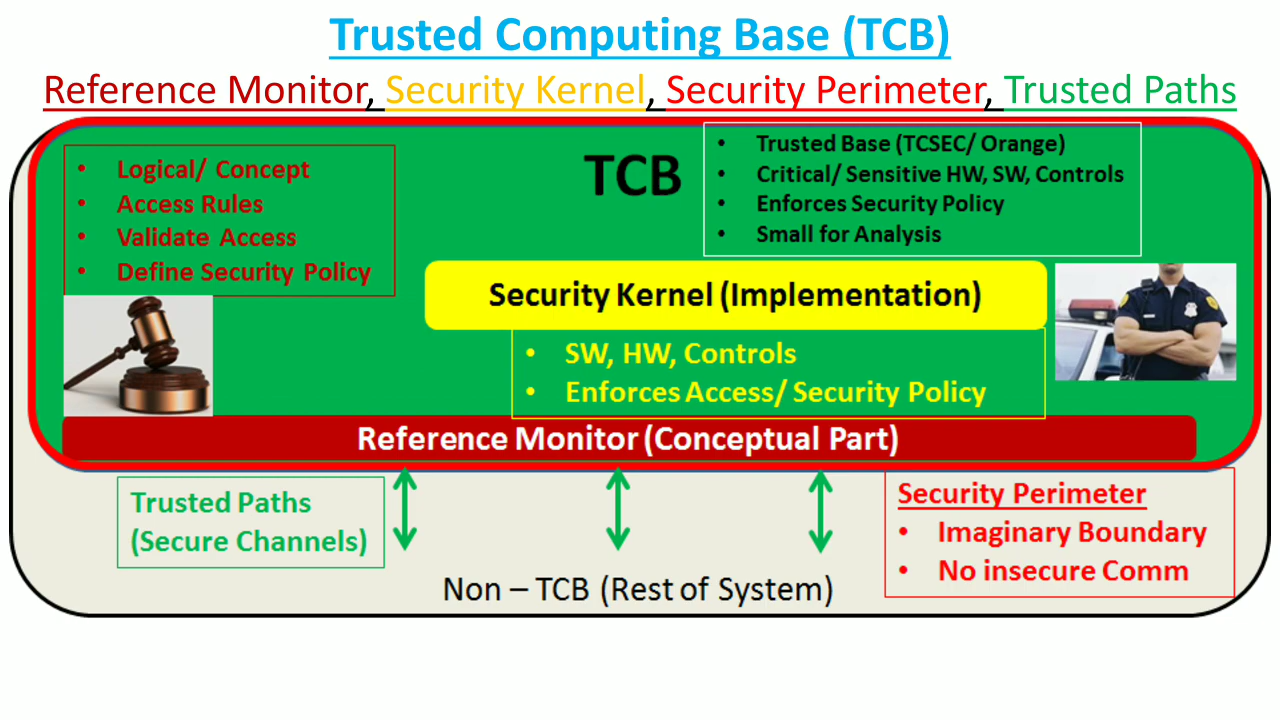 Trusted Computing Base (TCB)
Reference Monitor, Security Kernel, Security Perimeter, Trusted Paths
• Logical/ Concept
• Access Rules
• Validate Access
• Define Security Policy
TCB
• Trusted Base (TCSEC/ Orange)
• Critical/ Sensitive HW, SW, Controls
• Enforces Security Policy
• Small for Analysis
Security Kernel (Implementation)
• SW, HW, Controls
• Enforces Access/ Security Policy
Reference Monitor (Conceptual Part)
Trusted Paths
(Secure Channels)
Security Perimeter
• Imaginary Boundary
• No insecure Comm
Non – TCB (Rest of System)